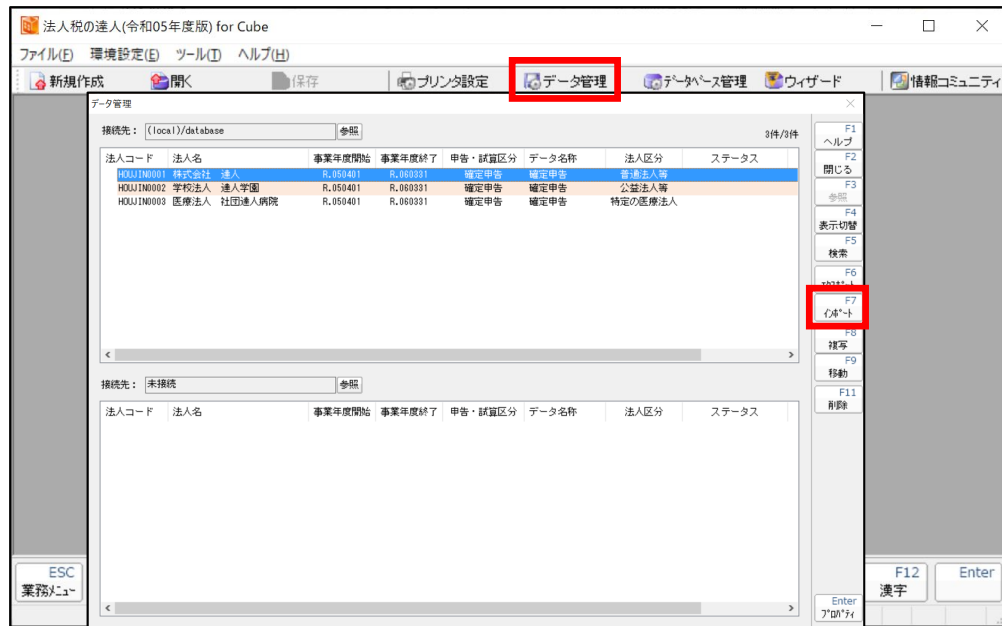 法人税の達人(令和05年度版) for Cube
ファイル(F) 環境設定(E) ツール(T) ヘルプ(H)
新規作成 開く 保存 プリンタ設定 データ管理 データベース管理 ウィザード 情報コミュニティ
データ管理
接続先： (local)/database 参照 3件/3件
法人コード 法人名 事業年度開始 事業年度終了 申告・試算区分 データ名称 法人区分 ステータス
HOUJIN0001 株式会社 達人 R.050401 R.060331 確定申告 確定申告 普通法人等
HOUJIN0002 学校法人 達人学園 R.050401 R.060331 確定申告 確定申告 公益法人等
HOUJIN0003 医療法人 社団達人病院 R.050401 R.060331 確定申告 確定申告 特定の医療法人
接続先： 未接続 参照
法人コード 法人名 事業年度開始 事業年度終了 申告・試算区分 データ名称 法人区分 ステータス
F1
ヘルプ
F2
閉じる
F3
参照
F4
表示切替
F5
検索
F6
F7
ｲﾝﾎﾟｰﾄ
F8
複写
F9
移動
F11
削除
Enter
ﾌﾟﾛﾊﾟﾃｨ
ESC
業務ﾒﾆｭｰ
F12
漢字
Enter